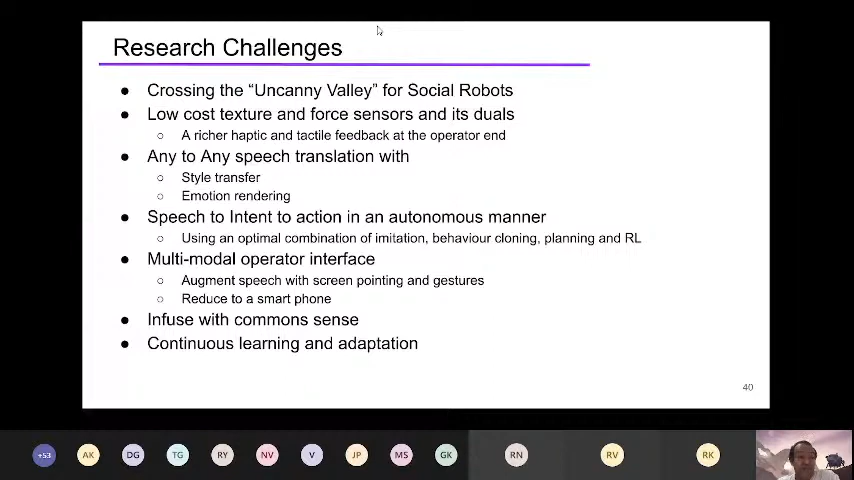 Research Challenges
● Crossing the “Uncanny Valley” for Social Robots
● Low cost texture and force sensors and its duals
○ A richer haptic and tactile feedback at the operator end
● Any to Any speech translation with
○ Style transfer
○ Emotion rendering
● Speech to Intent to action in an autonomous manner
○ Using an optimal combination of imitation, behaviour cloning, planning and RL
● Multi-modal operator interface
○ Augment speech with screen pointing and gestures
○ Reduce to a smart phone
● Infuse with commons sense
● Continuous learning and adaptation
40
+53 AK DG TG RY NV V JP MS GK RN RV RK